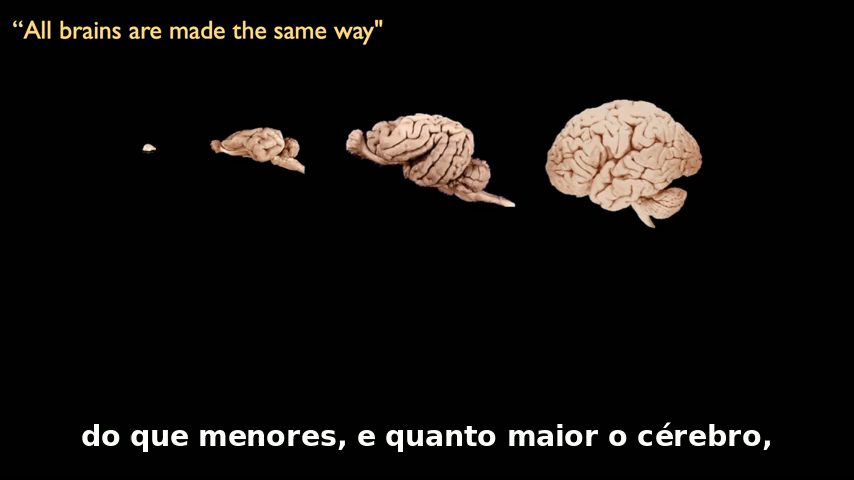 “All brains are made the same way"
do que menores, e quanto maior o cérebro,